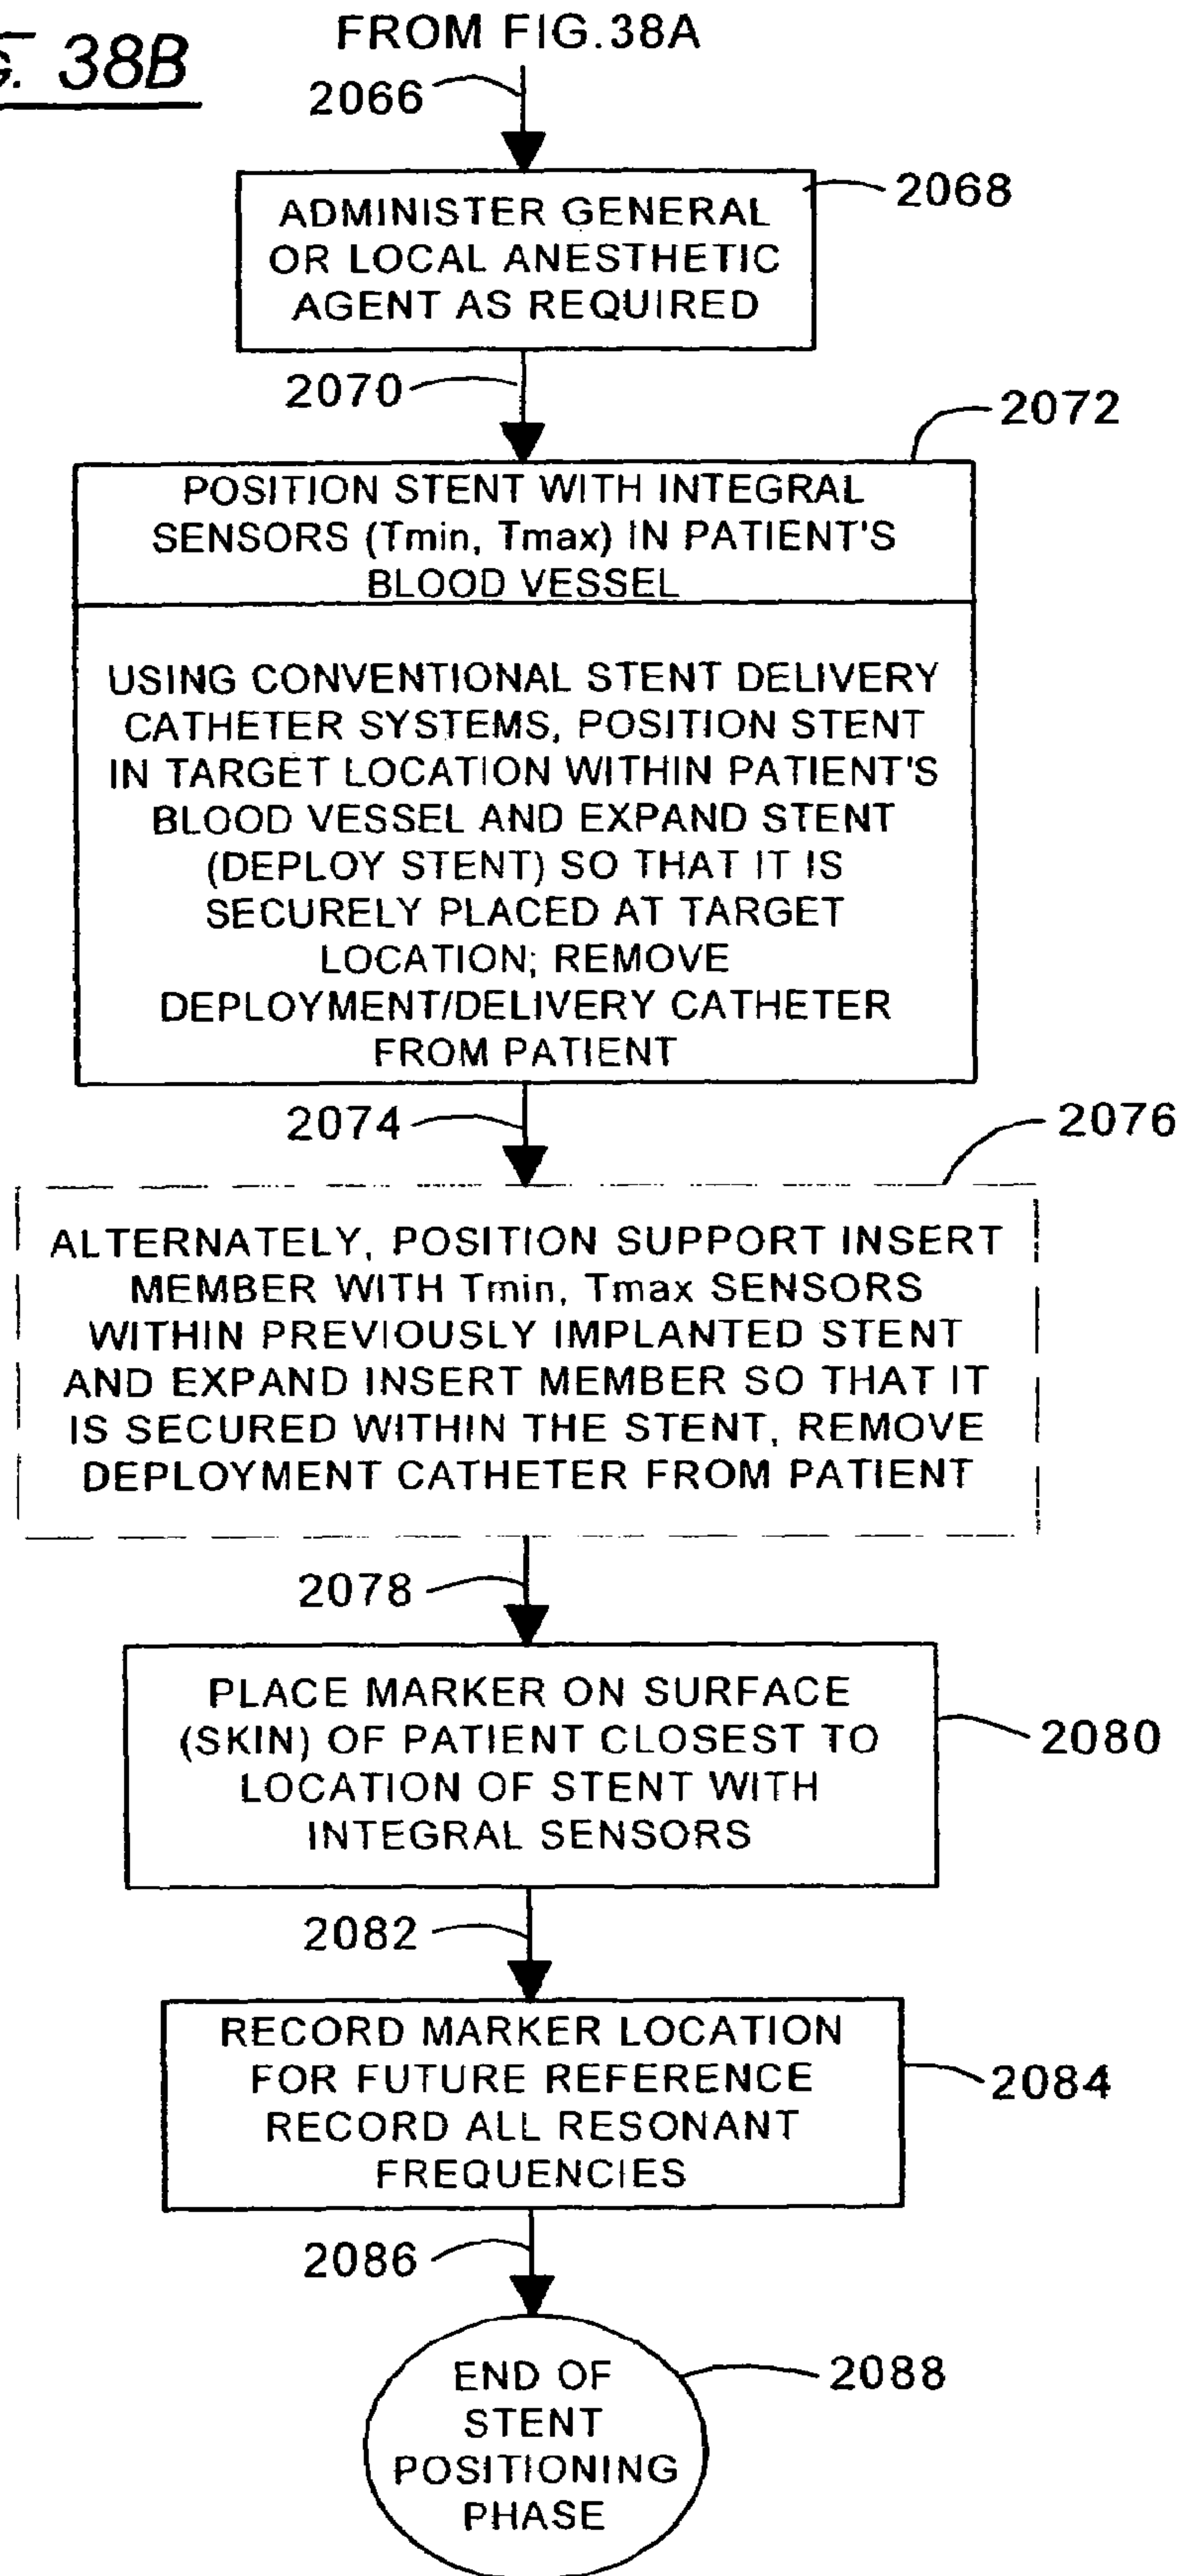 38B
FROM FIG.38A
2066
ADMINISTER GENERAL
OR LOCAL ANESTHETIC
AGENT AS REQUIRED
2068
2070
2072
POSITION STENT WITH INTEGRAL
SENSORS (Tmin, Tmax) IN PATIENT'S
BLOOD VESSEL
USING CONVENTIONAL STENT DELIVERY
CATHETER SYSTEMS, POSITION STENT
IN TARGET LOCATION WITHIN PATIENT'S
BLOOD VESSEL AND EXPAND STENT
(DEPLOY STENT) SO THAT IT IS
SECURELY PLACED AT TARGET
LOCATION; REMOVE
DEPLOYMENT/DELIVERY CATHETER
FROM PATIENT
2074
2076
ALTERNATELY, POSITION SUPPORT INSERT
MEMBER WITH Tmin, Tmax SENSORS
WITHIN PREVIOUSLY IMPLANTED STENT
AND EXPAND INSERT MEMBER SO THAT IT
IS SECURED WITHIN THE STENT, REMOVE
DEPLOYMENT CATHETER FROM PATIENT
2078
PLACE MARKER ON SURFACE
(SKIN) OF PATIENT CLOSEST TO
LOCATION OF STENT WITH
INTEGRAL SENSORS
2080
2082
RECORD MARKER LOCATION
FOR FUTURE REFERENCE
RECORD ALL RESONANT
FREQUENCIES
2084
2086
END OF
STENT
POSITIONING
PHASE
2088